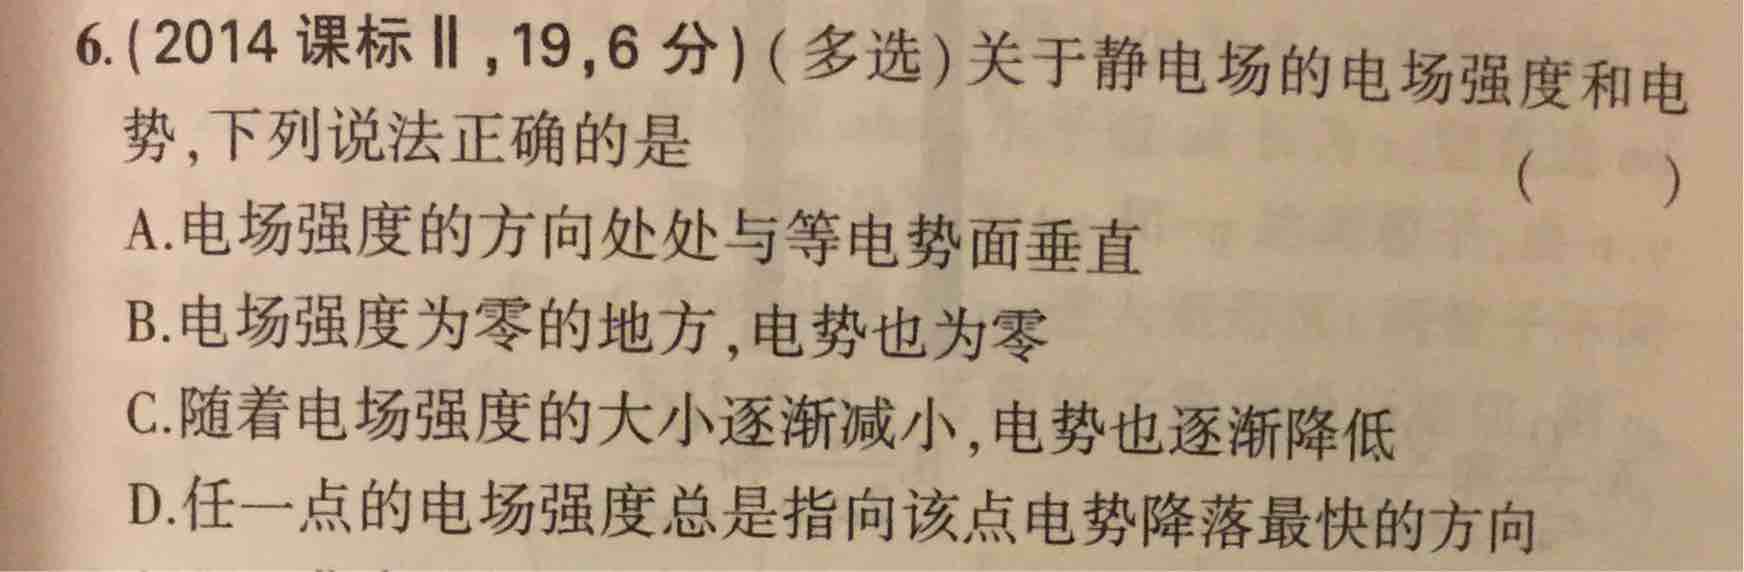 6.(2014 课标Ⅱ,19,6 分)(多选)关于静电场的电场强度和电
势,下列说法正确的是 (　　)
A.电场强度的方向处处与等电势面垂直
B.电场强度为零的地方,电势也为零
C.随着电场强度的大小逐渐减小,电势也逐渐降低
D.任一点的电场强度总是指向该点电势降落最快的方向